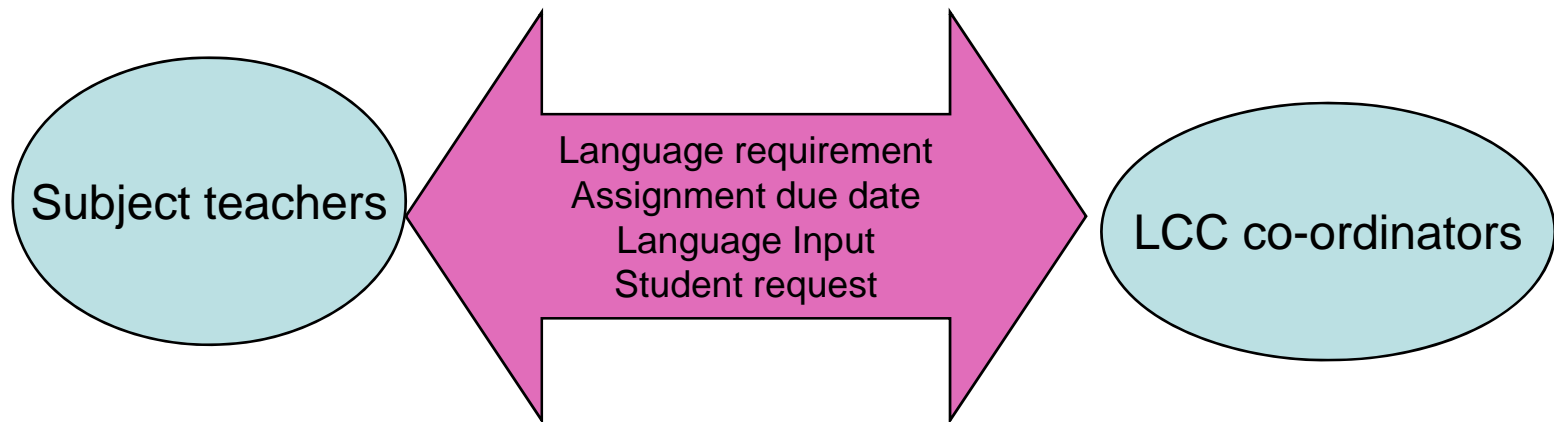 Subject teachers
Language requirement
Assignment due date
Language Input
Student request
LCC co-ordinators